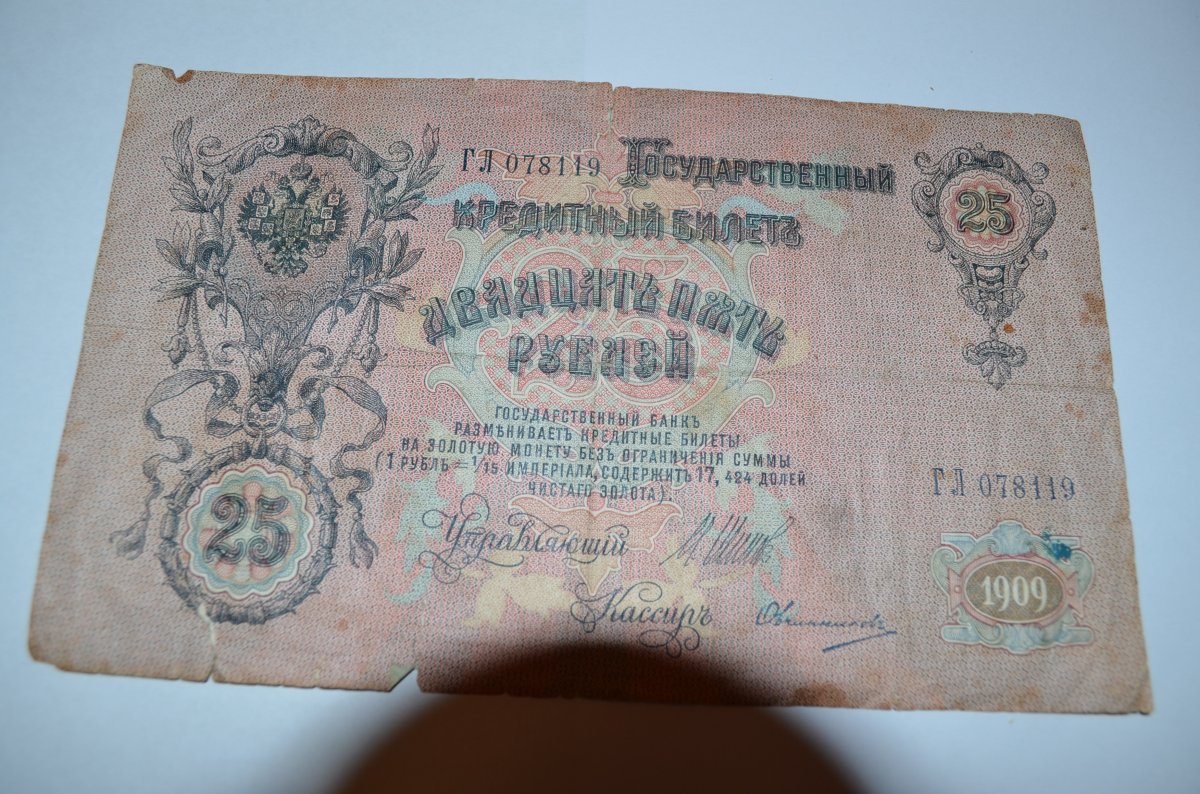 ГЛ 078119 ГОСУДАРСТВЕННЫЙ
КРЕДИТНЫЙ БИЛЕТЪ
25
ДВАДЦАТЬ ПЯТЬ
РУБЛЕЙ
ГОСУДАРСТВЕННЫЙ БАНКЪ
РАЗМѢНИВАЕТЪ КРЕДИТНЫЕ БИЛЕТЫ
НА ЗОЛОТУЮ МОНЕТУ БЕЗЪ ОГРАНИЧЕНІЯ СУММЫ
(1 РУБЛЬ = 1/15 ИМПЕРІАЛА, СОДЕРЖИТЪ 17, 424 ДОЛЕЙ
ЧИСТАГО ЗОЛОТА).
ГЛ 078119
25
Управляющій
Кассиръ
1909